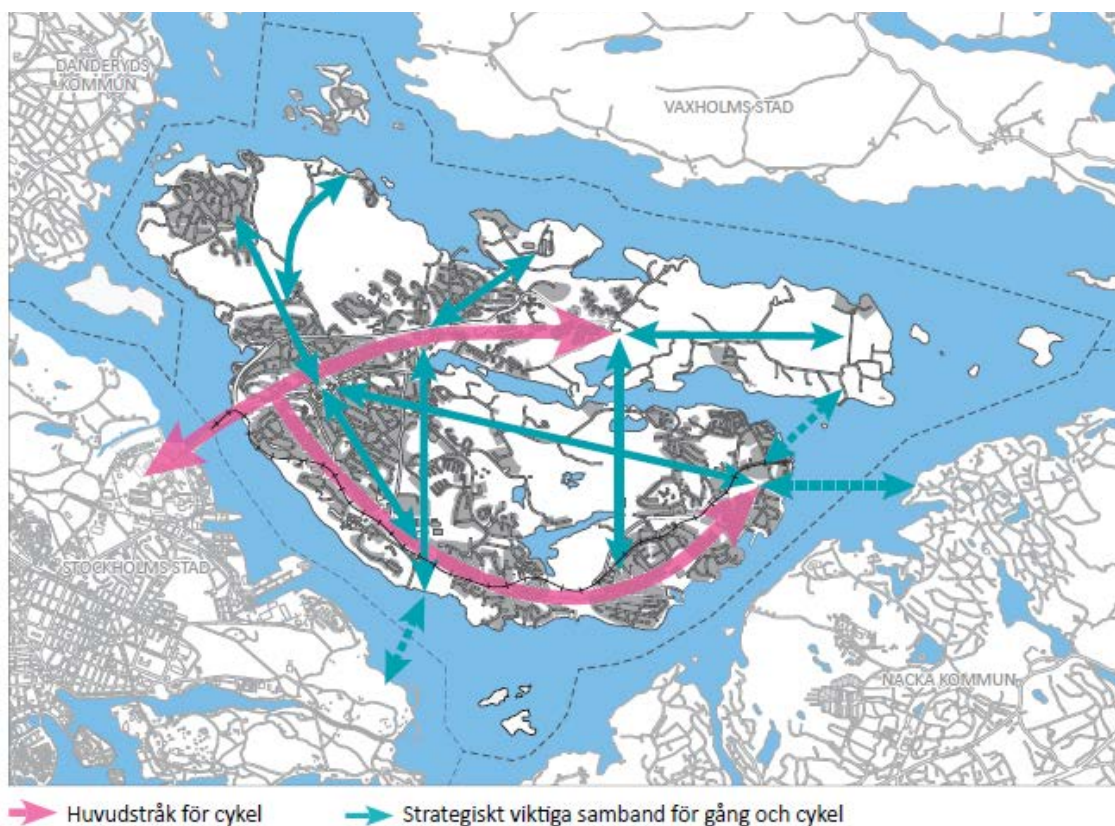 DANDERYDS
KOMMUN
VAXHOLMS STAD
STOCKHOLMS STAD
NACKA KOMMUN
Huvudstråk för cykel
Strategiskt viktiga samband för gång och cykel